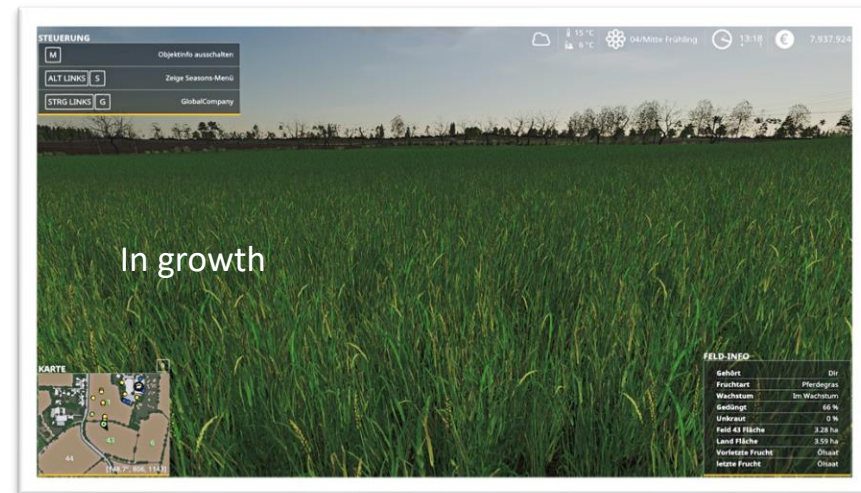 STEUERUNG
M Objektinfo ausschalten
ALT LINKS S Zeige Seasons-Menü
STRG LINKS G GlobalCompany
15 °C
6 °C
04/Mitte Frühling
13:18
€ 7,937,924
In growth
KARTE
43
6
44
FELD-INFO
Gehört Dir
Fruchtart Pferdegras
Wachstum Im Wachstum
Gedüngt 66 %
Unkraut 0 %
Feld 43 Fläche 3.28 ha
Land Fläche 3.59 ha
Vorletzte Frucht Ölsaat
letzte Frucht Ölsaat